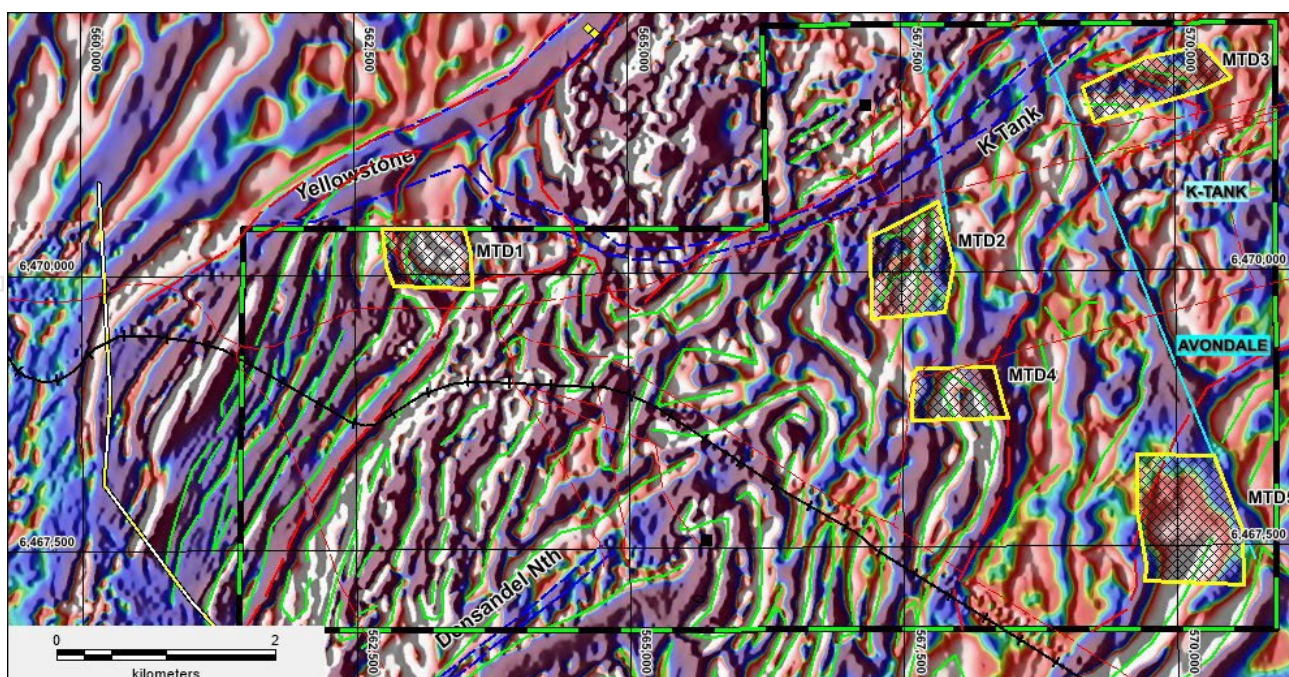 560,000
562,500
565,000
567,500
570,000
MTD3
K Tank
Yellowstone
K-TANK
MTD1
MTD2
6,470,000
6,470,000
AVONDALE
MTD4
MTD5
6,467,500
6,467,500
Donsandel Nth
0 2
kilometers
562,500
565,000
567,500
570,000